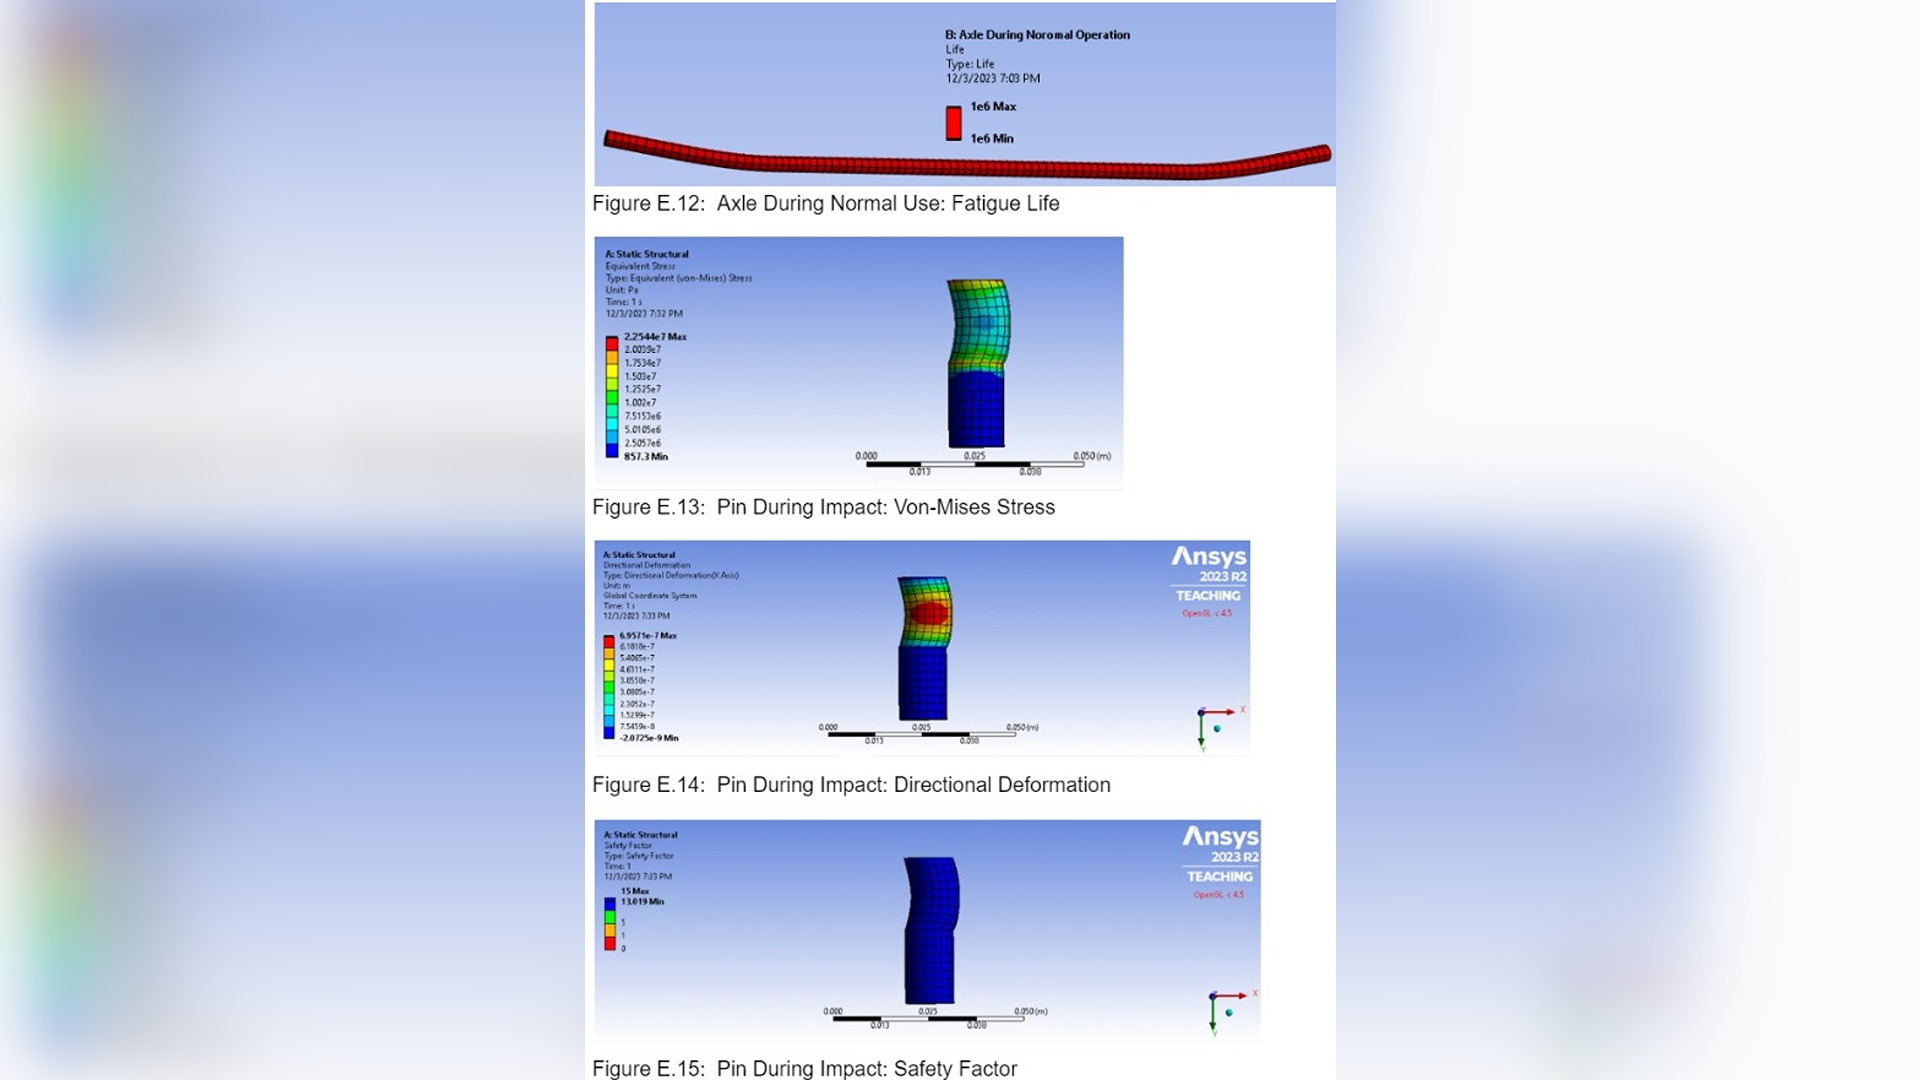 B: Axle During Noromal Operation
Life
Type: Life
12/3/2023 7:03 PM
1e6 Max
1e6 Min
Figure E.12: Axle During Normal Use: Fatigue Life
A: Static Structural
Equivalent Stress
Type: Equivalent (von-Mises) Stress
Unit: Pa
Time: 1 s
12/3/2023 7:32 PM
2.2544e7 Max
2.0039e7
1.7534e7
1.503e7
1.2525e7
1.002e7
7.5153e6
5.0105e6
2.5057e6
857.3 Min
0.000
0.025
0.050 (m)
0.013
0.038
Figure E.13: Pin During Impact: Von-Mises Stress
A: Static Structural
Directional Deformation
Type: Directional Deformation(X Axis)
Unit: m
Global Coordinate System
Time: 1 s
12/3/2023 7:33 PM
6.9571e-7 Max
6.1818e-7
5.4065e-7
4.6311e-7
3.8558e-7
3.0805e-7
2.3052e-7
1.5299e-7
7.5459e-8
-2.0725e-9 Min
0.000
0.025
0.050 (m)
0.013
0.038
Ansys
2023 R2
TEACHING
OpenGL < 4.5
X
Y
Figure E.14: Pin During Impact: Directional Deformation
A: Static Structural
Safety Factor
Type: Safety Factor
Time: 1
12/3/2023 7:23 PM
15 Max
13.019 Min
5
1
0
0.000
0.025
0.050 (m)
0.013
0.038
Ansys
2023 R2
TEACHING
OpenGL < 4.5
X
Y
Figure E.15: Pin During Impact: Safety Factor